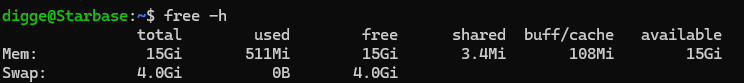 digge@Starbase:~$ free -h
               total        used        free      shared  buff/cache   available
Mem:            15Gi       511Mi        15Gi       3.4Mi       108Mi        15Gi
Swap:          4.0Gi          0B       4.0Gi